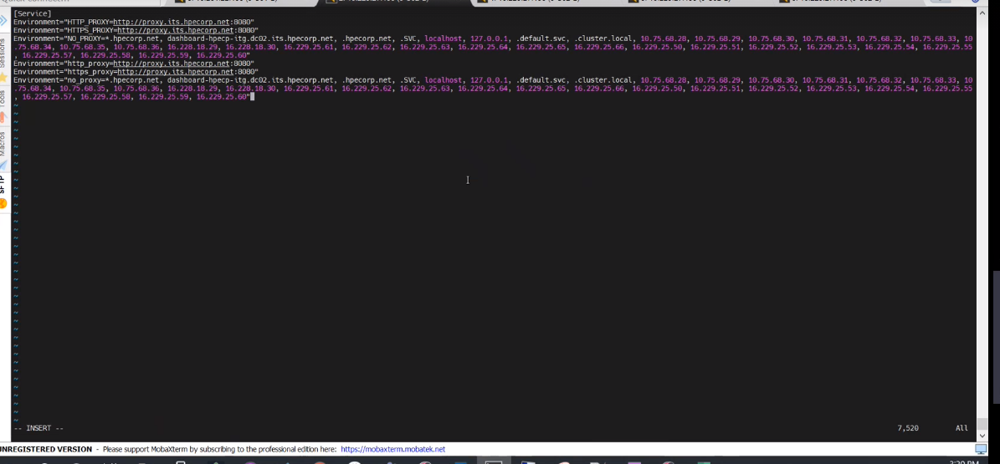 [Service]
Environment="HTTP_PROXY=http://proxy.its.hpecorp.net:8080"
Environment="HTTPS_PROXY=http://proxy.its.hpecorp.net:8080"
Environment="NO_PROXY=*.hpecorp.net, dashboard-hpecp-itg.dc02.its.hpecorp.net, .hpecorp.net, .SVC, localhost, 127.0.0.1, .default.svc, .cluster.local, 10.75.68.28, 10.75.68.29, 10.75.68.30, 10.75.68.31, 10.75.68.32, 10.75.68.33, 10
.75.68.34, 10.75.68.35, 10.75.68.36, 16.228.18.29, 16.228.18.30, 16.229.25.61, 16.229.25.62, 16.229.25.63, 16.229.25.64, 16.229.25.65, 16.229.25.66, 16.229.25.50, 16.229.25.51, 16.229.25.52, 16.229.25.53, 16.229.25.54, 16.229.25.55
, 16.229.25.57, 16.229.25.58, 16.229.25.59, 16.229.25.60"
Environment="http_proxy=http://proxy.its.hpecorp.net:8080"
Environment="https_proxy=http://proxy.its.hpecorp.net:8080"
Environment="no_proxy=*.hpecorp.net, dashboard-hpecp-itg.dc02.its.hpecorp.net, .hpecorp.net, .SVC, localhost, 127.0.0.1, .default.svc, .cluster.local, 10.75.68.28, 10.75.68.29, 10.75.68.30, 10.75.68.31, 10.75.68.32, 10.75.68.33, 10
.75.68.34, 10.75.68.35, 10.75.68.36, 16.228.18.29, 16.228.18.30, 16.229.25.61, 16.229.25.62, 16.229.25.63, 16.229.25.64, 16.229.25.65, 16.229.25.66, 16.229.25.50, 16.229.25.51, 16.229.25.52, 16.229.25.53, 16.229.25.54, 16.229.25.55
, 16.229.25.57, 16.229.25.58, 16.229.25.59, 16.229.25.60"
-- INSERT -- 7,520 All
Sessions
Tools
Macros
Sftp
UNREGISTERED VERSION - Please support MobaXterm by subscribing to the professional edition here: https://mobaxterm.mobatek.net